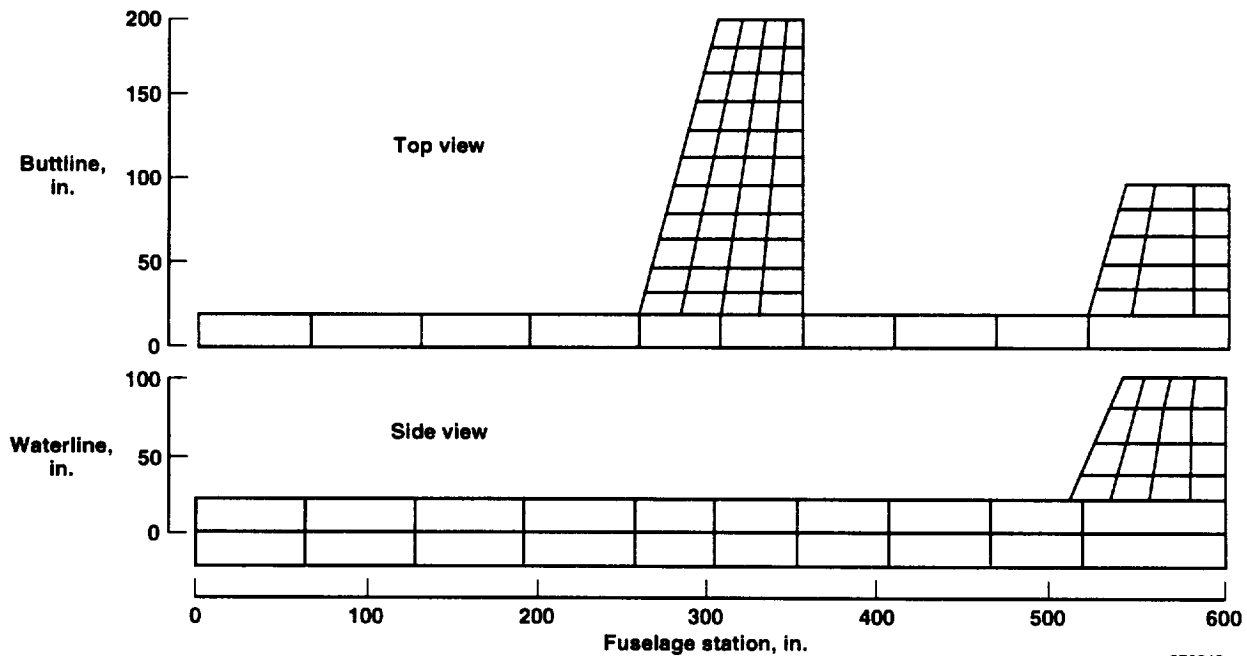 200
150
Top view
Buttline,
in.
100
50
0
100
Side view
Waterline,
in.
50
0
0 100 200 300 400 500 600
Fuselage station, in.